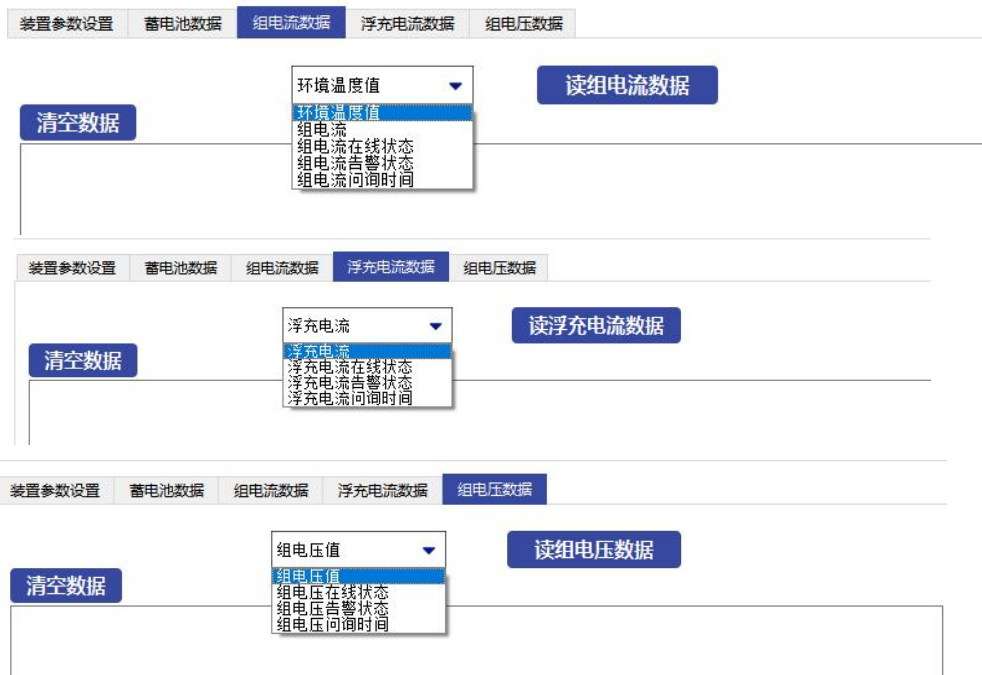 装置参数设置 蓄电池数据 组电流数据 浮充电流数据 组电压数据
环境温度值 读组电流数据
清空数据
环境温度值
组电流
组电流在线状态
组电流告警状态
组电流问询时间
装置参数设置 蓄电池数据 组电流数据 浮充电流数据 组电压数据
浮充电流 读浮充电流数据
清空数据
浮充电流
浮充电流在线状态
浮充电流告警状态
浮充电流问询时间
装置参数设置 蓄电池数据 组电流数据 浮充电流数据 组电压数据
组电压值 读组电压数据
清空数据
组电压值
组电压在线状态
组电压告警状态
组电压问询时间